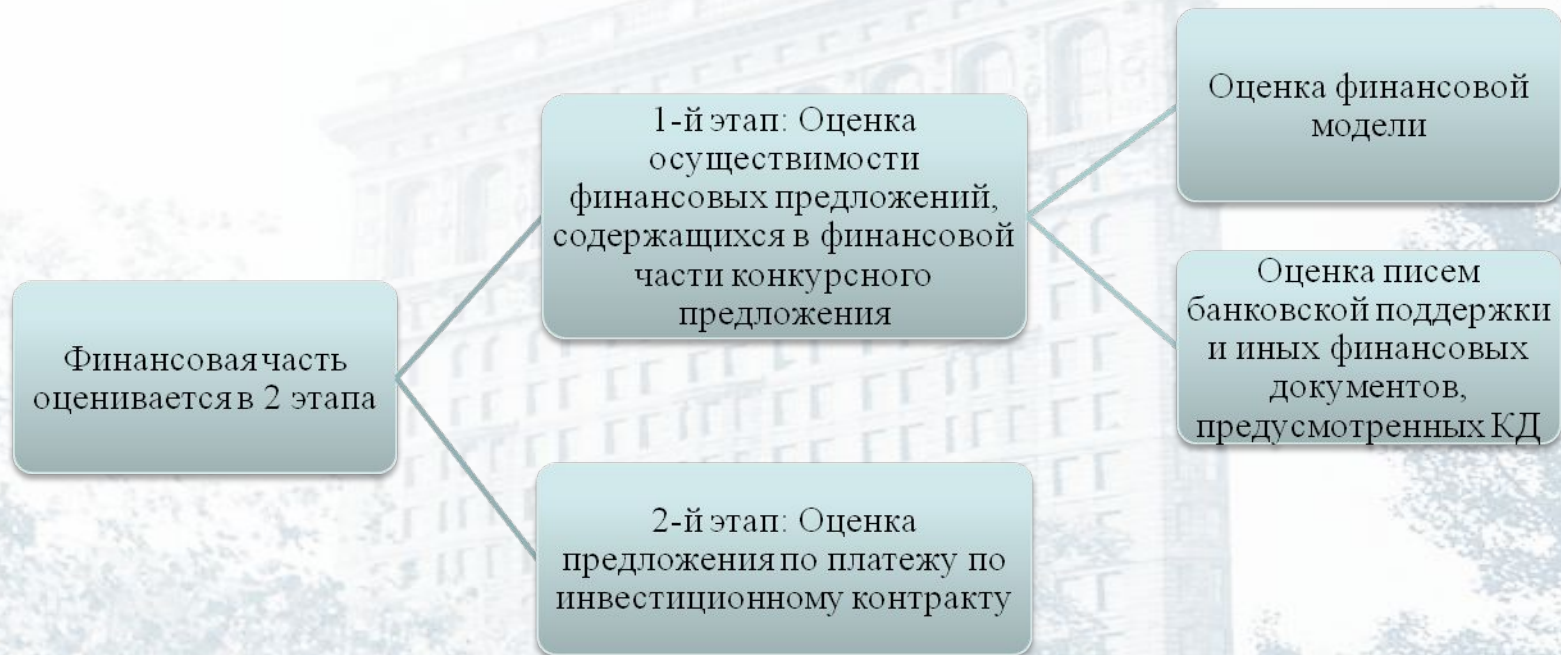 Финансовая часть
оценивается в 2 этапа
1-й этап: Оценка
осуществимости
финансовых предложений,
содержащихся в финансовой
части конкурсного
предложения
Оценка финансовой
модели
Оценка писем
банковской поддержки
и иных финансовых
документов,
предусмотренных КД
2-й этап: Оценка
предложения по платежу по
инвестиционному контракту